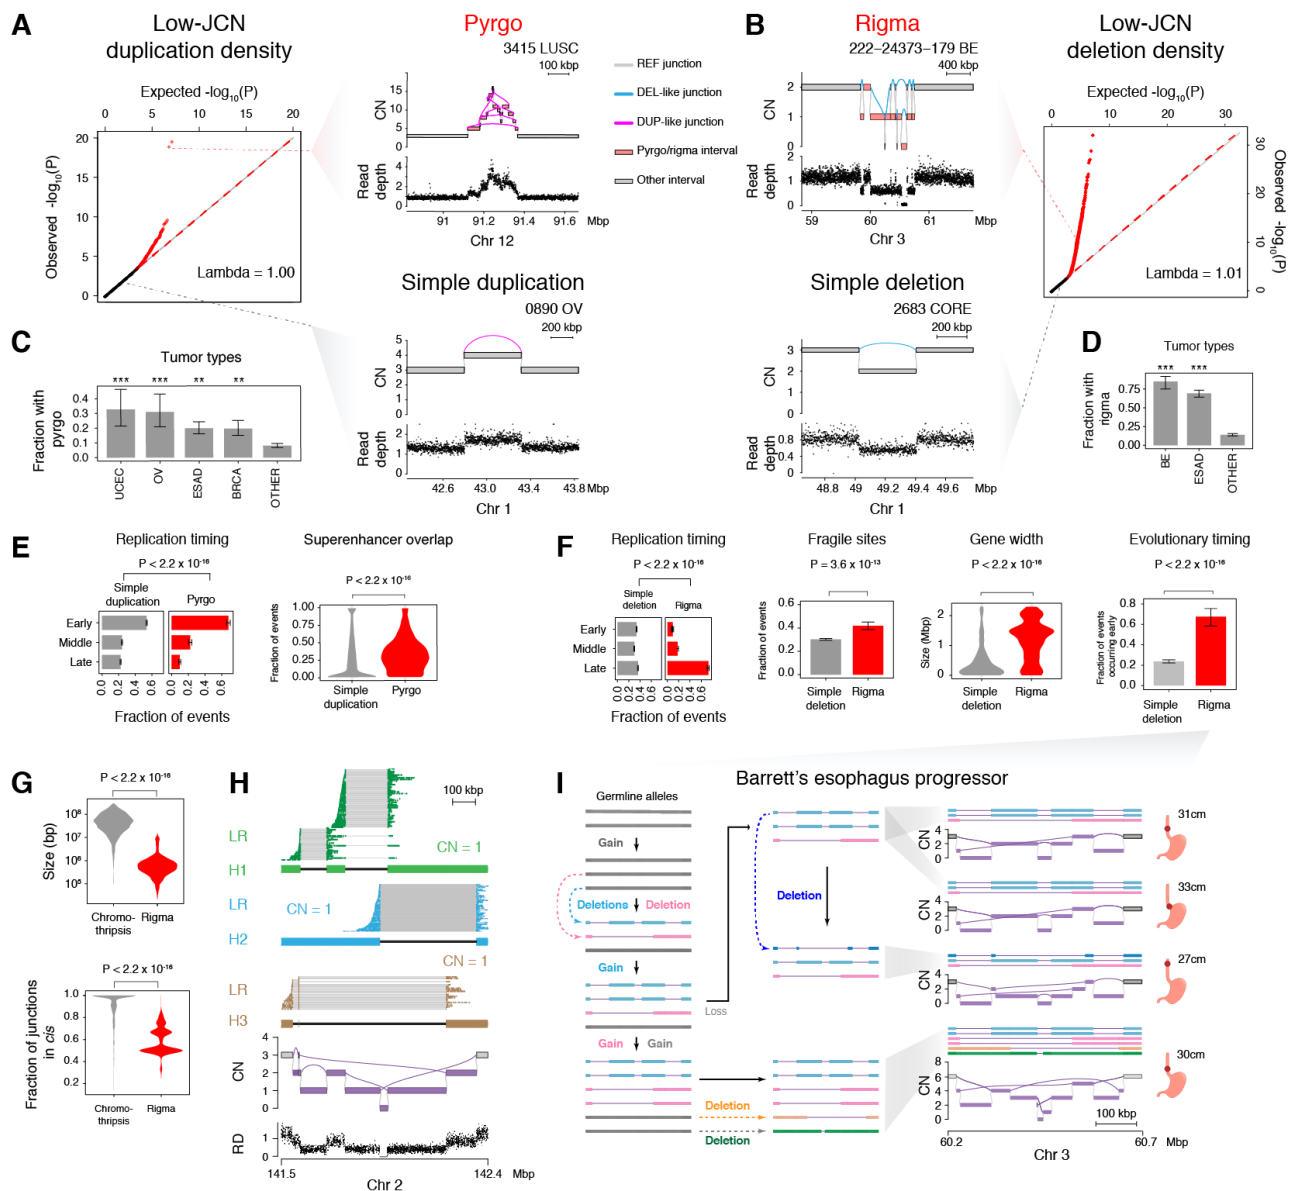 A
Low-JCN
duplication density
Expected -log10(P)
0 5 10 15 20
Observed -log10(P)
20
15
10
5
0
Lambda = 1.00
Pyrgo
3415 LUSC
100 kbp
CN
15
10
5
0
Read
depth
4
2
0
91 91.2 91.4 91.6 Mbp
Chr 12
REF junction
DEL-like junction
DUP-like junction
Pyrgo/rigma interval
Other interval
Simple duplication
0890 OV
200 kbp
CN
5
4
3
2
1
0
Read
depth
2
1
0
42.6 43.0 43.4 43.8 Mbp
Chr 1
B
Rigma
222–24373–179 BE
400 kbp
CN
2
1
0
Read
depth
2
1
0
59 60 61 Mbp
Chr 3
Low-JCN
deletion density
Expected -log10(P)
0 10 20 30
Observed -log10(P)
30
20
10
0
Lambda = 1.01
Simple deletion
2683 CORE
200 kbp
CN
3
2
1
0
Read
depth
0.8
0.4
0
48.8 49 49.2 49.4 49.6 Mbp
Chr 1
C
Tumor types
*** *** ** **
Fraction with
pyrgo
0.4
0.3
0.2
0.1
0.0
UCEC
OV
ESAD
BRCA
OTHER
D
Tumor types
*** ***
Fraction with
rigma
0.75
0.50
0.25
0.00
BE
ESAD
OTHER
E
Replication timing
P < 2.2 x 10-16
Simple
duplication
Pyrgo
Early
Middle
Late
0.0 0.2 0.4 0.6
0.0 0.2 0.4 0.6
Fraction of events
Superenhancer overlap
P < 2.2 x 10-16
Fraction of events
1.00
0.75
0.50
0.25
0
Simple
duplication
Pyrgo
F
Replication timing
P < 2.2 x 10-16
Simple
deletion
Rigma
Early
Middle
Late
0.0 0.2 0.4 0.6
0.0 0.2 0.4 0.6
Fraction of events
Fragile sites
P = 3.6 x 10-13
Fraction of events
0.6
0.4
0.2
0.0
Simple
deletion
Rigma
Gene width
P < 2.2 x 10-16
Size (Mbp)
2
1
0
Simple
deletion
Rigma
Evolutionary timing
P < 2.2 x 10-16
Fraction of events
occurring early
0.8
0.6
0.4
0.2
0.0
Simple
deletion
Rigma
G
P < 2.2 x 10-16
Size (bp)
108
107
106
105
Chromo-
thripsis
Rigma
P < 2.2 x 10-16
Fraction of junctions
in cis
1.0
0.8
0.6
0.4
0.2
Chromo-
thripsis
Rigma
H
100 kbp
LR
CN = 1
H1
LR
CN = 1
H2
CN = 1
LR
H3
CN
4
3
2
1
0
RD
1
0
141.5 142.4 Mbp
Chr 2
I
Barrett's esophagus progressor
Germline alleles
Gain
Deletions
Deletion
Gain
Loss
Gain
Gain
Deletion
Deletion
Deletion
CN
4
2
0
31cm
CN
4
2
0
33cm
CN
4
2
0
27cm
CN
8
6
4
2
0
30cm
100 kbp
60.2 60.7 Mbp
Chr 3